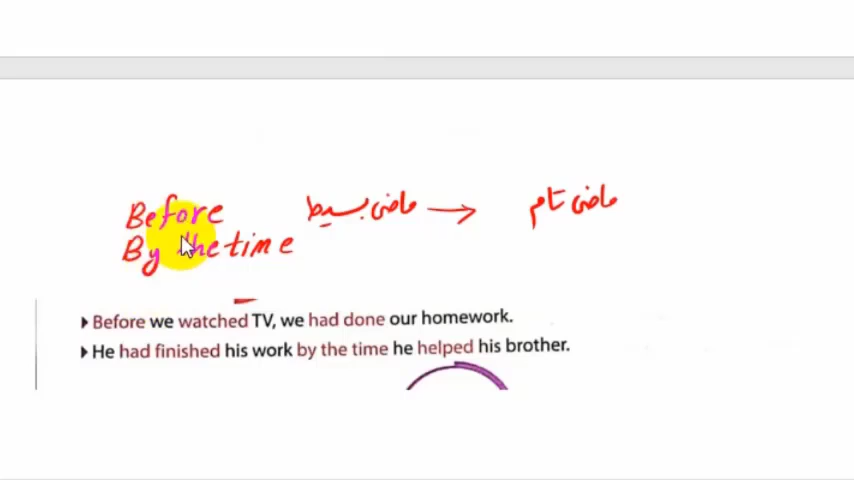 Before ماضی بسیط → ماضی تام
By the time
Before we watched TV, we had done our homework.
He had finished his work by the time he helped his brother.